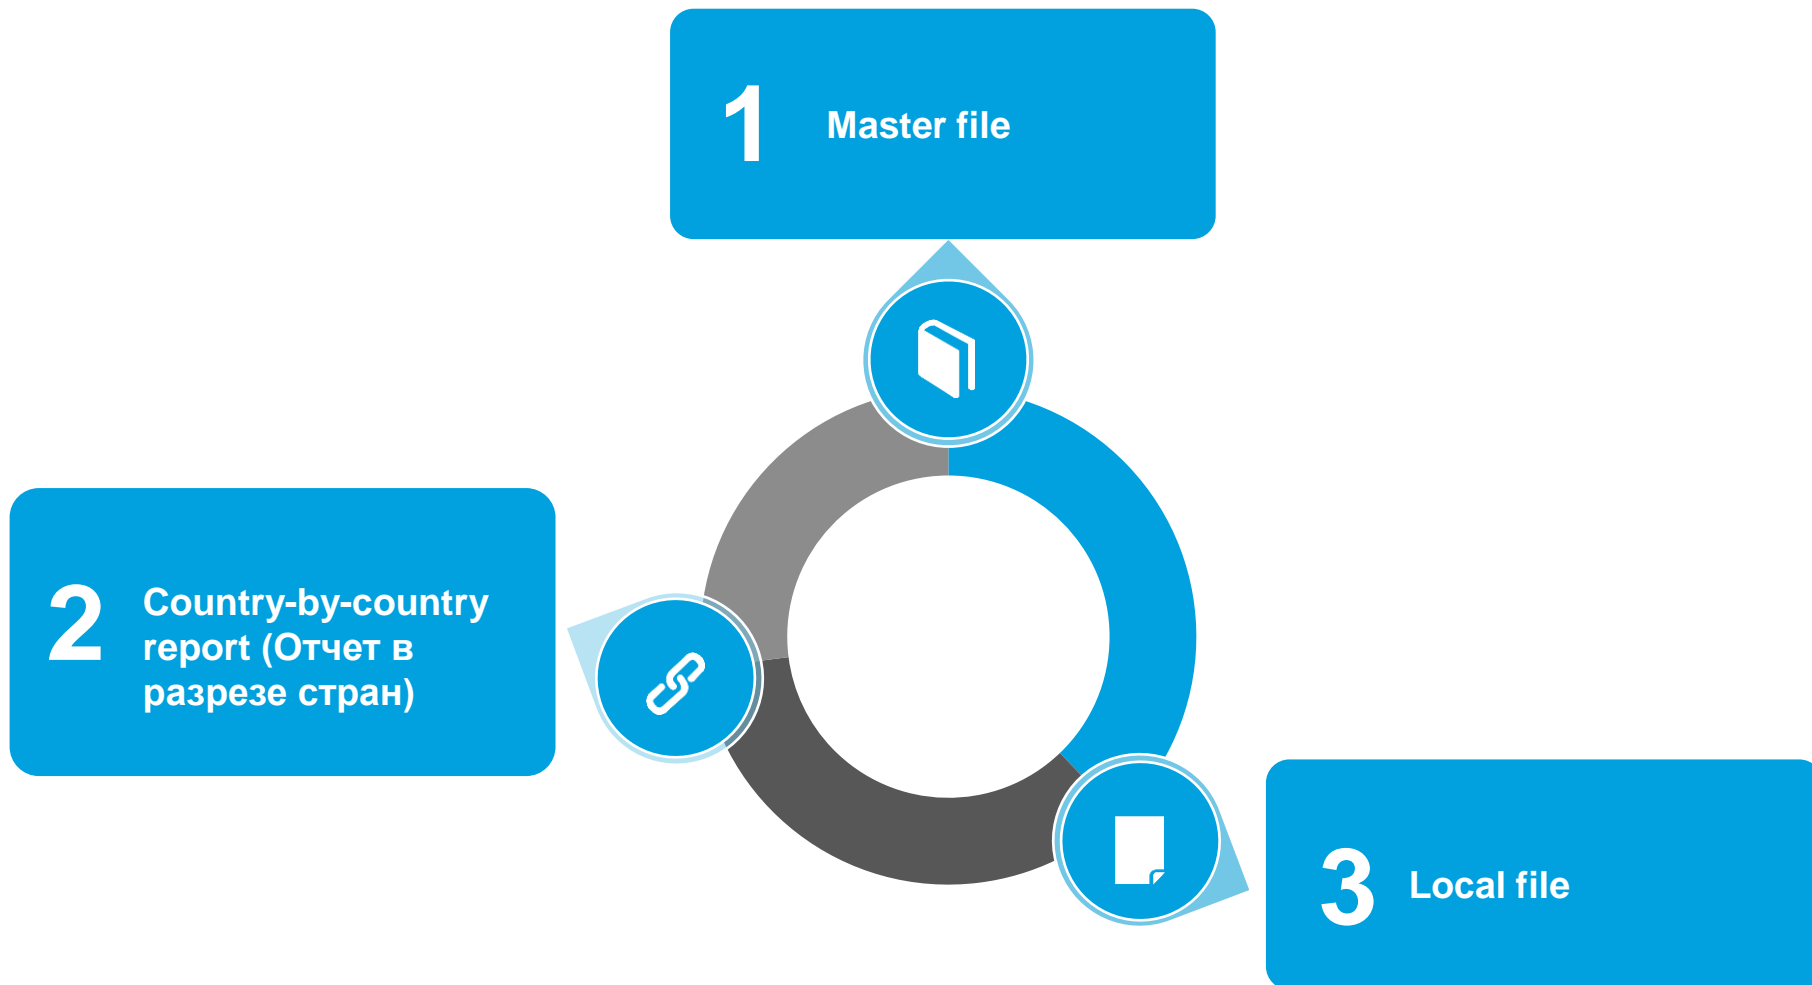 1
Master file
2
Country-by-country
report (Отчет в
разрезе стран)
3
Local file